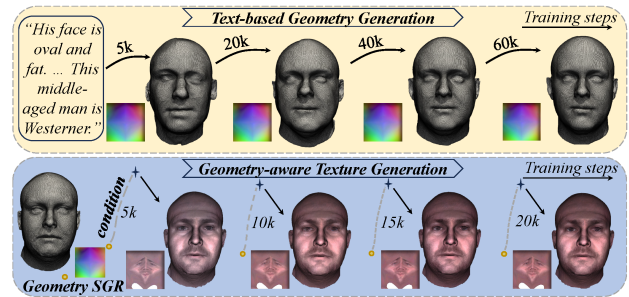 Text-based Geometry Generation
Training steps
“His face is
oval and
fat. ... This
middle-
aged man is
Westerner.”
5k
20k
40k
60k
Geometry-aware Texture Generation
Training steps
condition
5k
10k
15k
20k
Geometry SGR